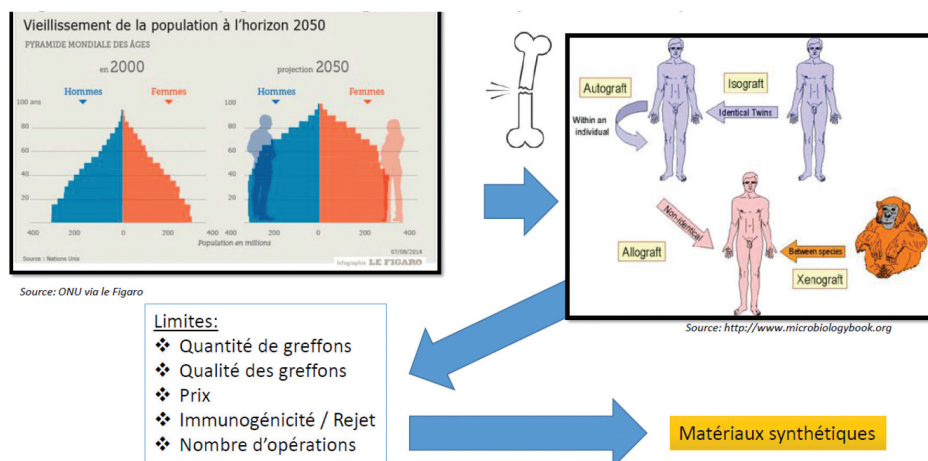 Vieillissement de la population à l'horizon 2050
PYRAMIDE MONDIALE DES ÂGES
en 2000
projection 2050
Hommes
Femmes
Hommes
Femmes
100 ans
100
80
80
60
60
40
40
20
20
400
200
0
200
400
400
200
0
200
400
Population en millions
07/08/2014
Source : Nations Unies
Infographie LE FIGARO
Source: ONU via le Figaro
Autograft
Isograft
Within an
individual
Identical Twins
Non-identical
Allograft
Between species
Xenograft
Source: http://www.microbiologybook.org
Limites:
❖ Quantité de greffons
❖ Qualité des greffons
❖ Prix
❖ Immunogénicité / Rejet
❖ Nombre d'opérations
Matériaux synthétiques